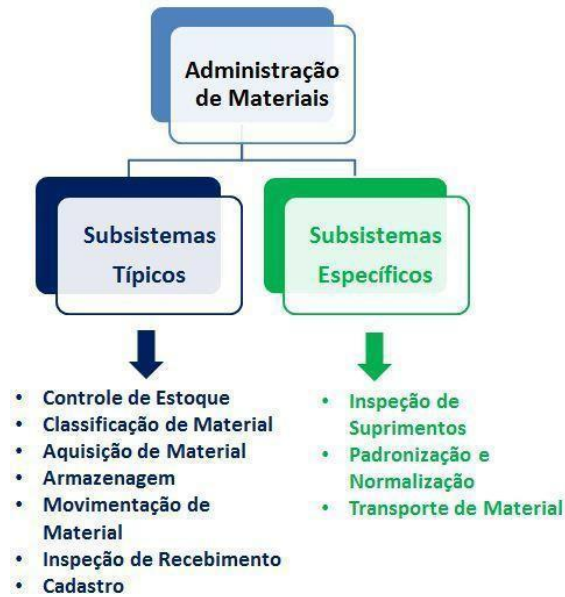 Administração
de Materiais
Subsistemas
Típicos
Subsistemas
Específicos
• Controle de Estoque
• Classificação de Material
• Aquisição de Material
• Armazenagem
• Movimentação de
Material
• Inspeção de Recebimento
• Cadastro
• Inspeção de
Suprimentos
• Padronização e
Normalização
• Transporte de Material